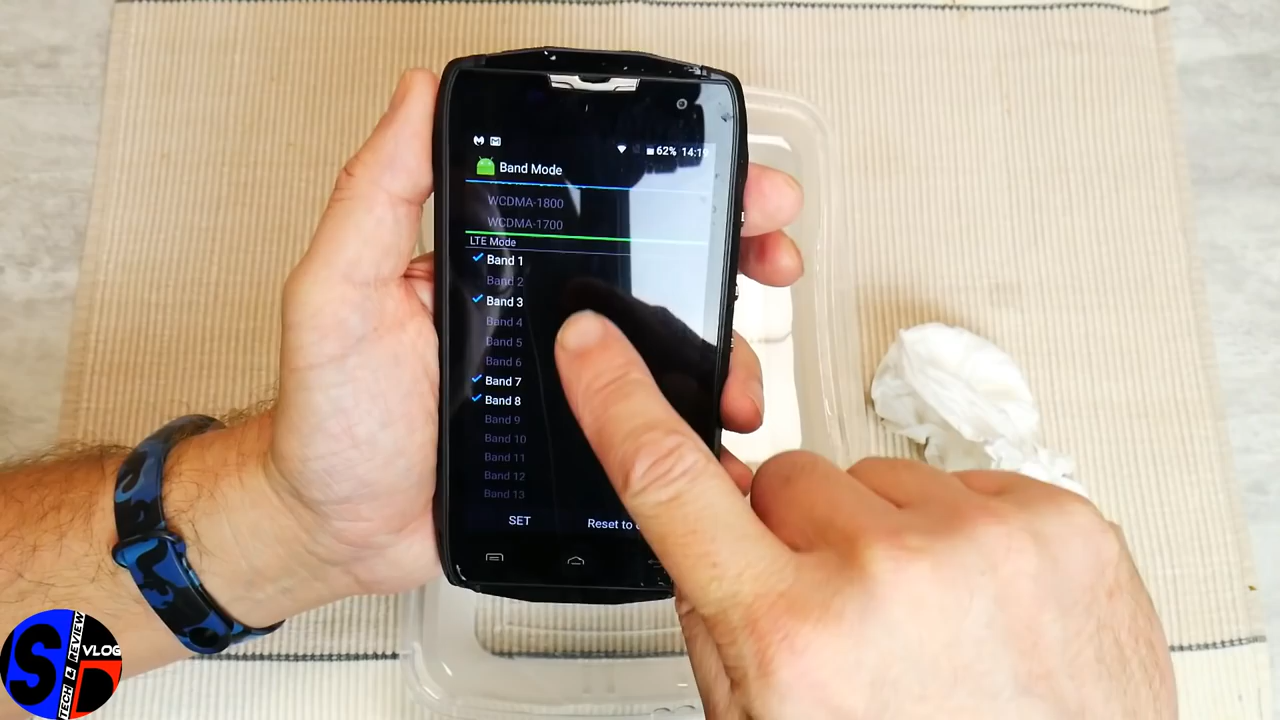 62% 14:19
Band Mode
WCDMA-1800
WCDMA-1700
LTE Mode
Band 1
Band 2
Band 3
Band 4
Band 5
Band 6
Band 7
Band 8
Band 9
Band 10
Band 11
Band 12
Band 13
SET Reset to
SD
TECH & REVIEW
VLOG